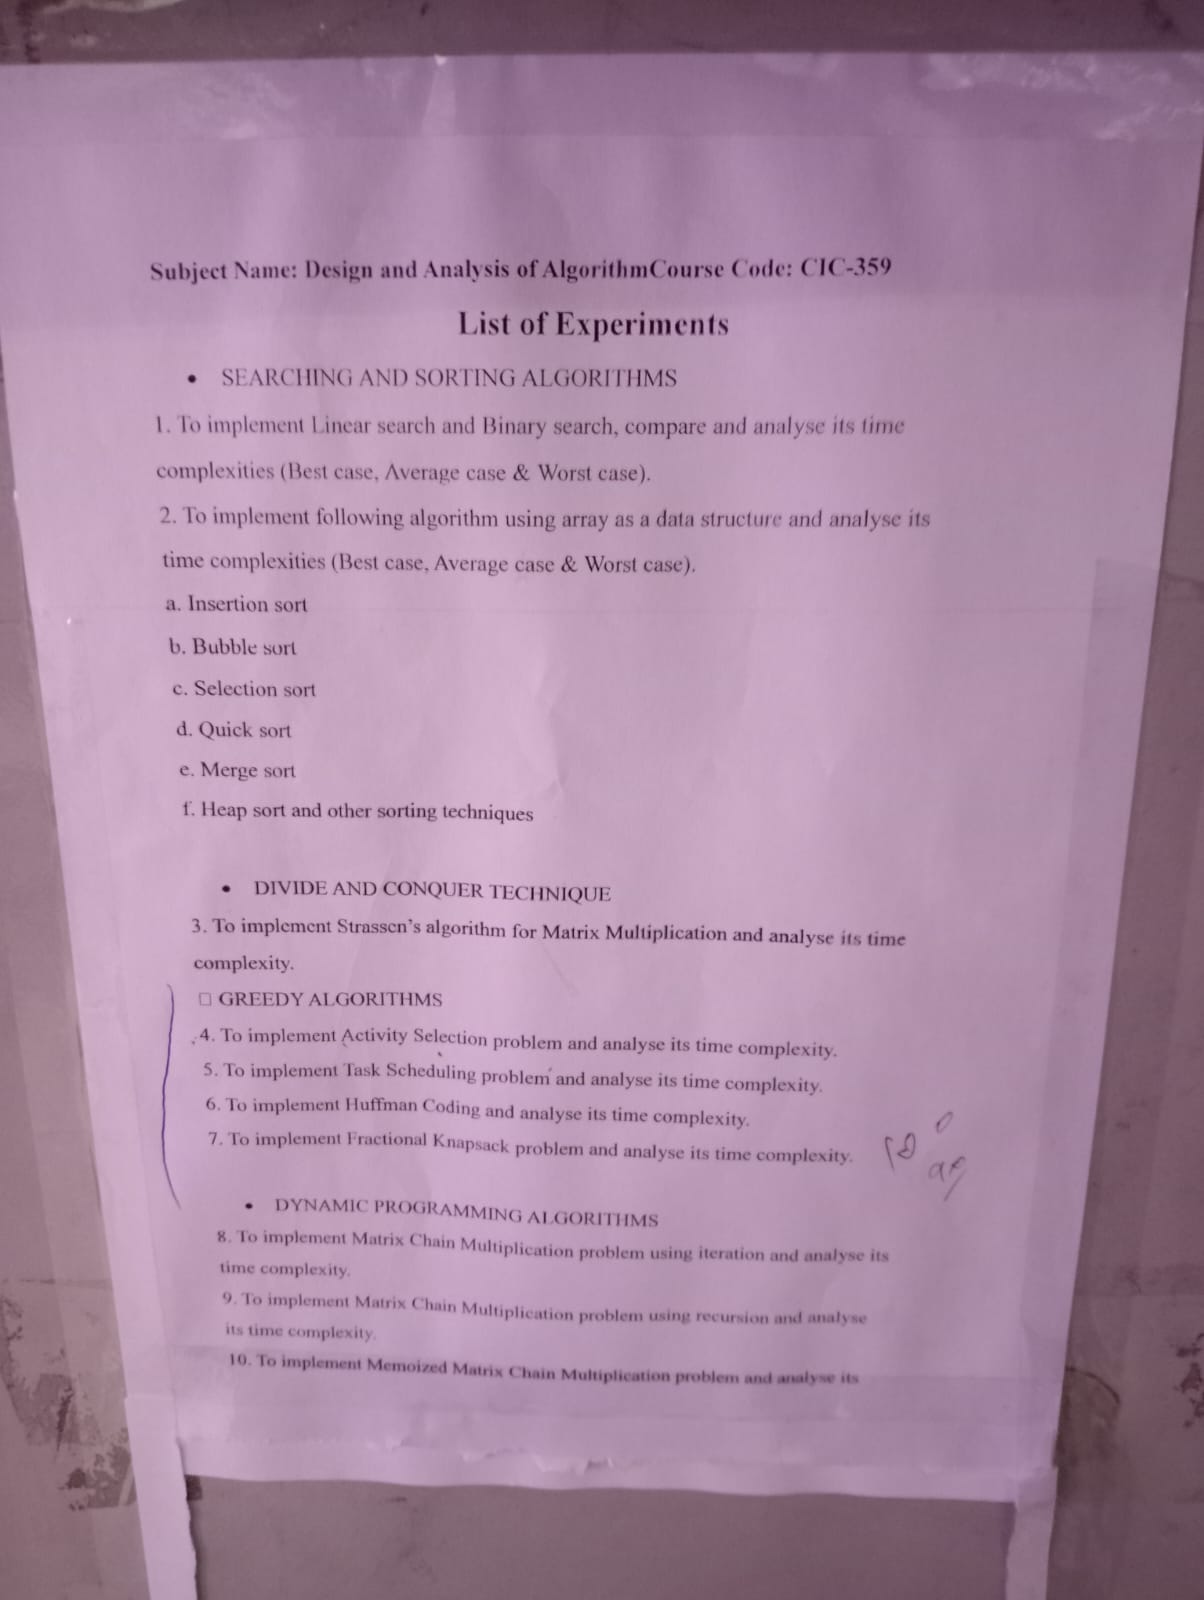 Subject Name: Design and Analysis of AlgorithmCourse Code: CIC-359
List of Experiments
• SEARCHING AND SORTING ALGORITHMS
1. To implement Linear search and Binary search, compare and analyse its time
complexities (Best case, Average case & Worst case).
2. To implement following algorithm using array as a data structure and analyse its
time complexities (Best case, Average case & Worst case).
a. Insertion sort
b. Bubble sort
c. Selection sort
d. Quick sort
e. Merge sort
f. Heap sort and other sorting techniques
• DIVIDE AND CONQUER TECHNIQUE
3. To implement Strassen's algorithm for Matrix Multiplication and analyse its time
complexity.
□ GREEDY ALGORITHMS
4. To implement Activity Selection problem and analyse its time complexity.
5. To implement Task Scheduling problem and analyse its time complexity.
6. To implement Huffman Coding and analyse its time complexity.
7. To implement Fractional Knapsack problem and analyse its time complexity.
• DYNAMIC PROGRAMMING ALGORITHMS
8. To implement Matrix Chain Multiplication problem using iteration and analyse its
time complexity.
9. To implement Matrix Chain Multiplication problem using recursion and analyse
its time complexity.
10. To implement Memoized Matrix Chain Multiplication problem and analyse its